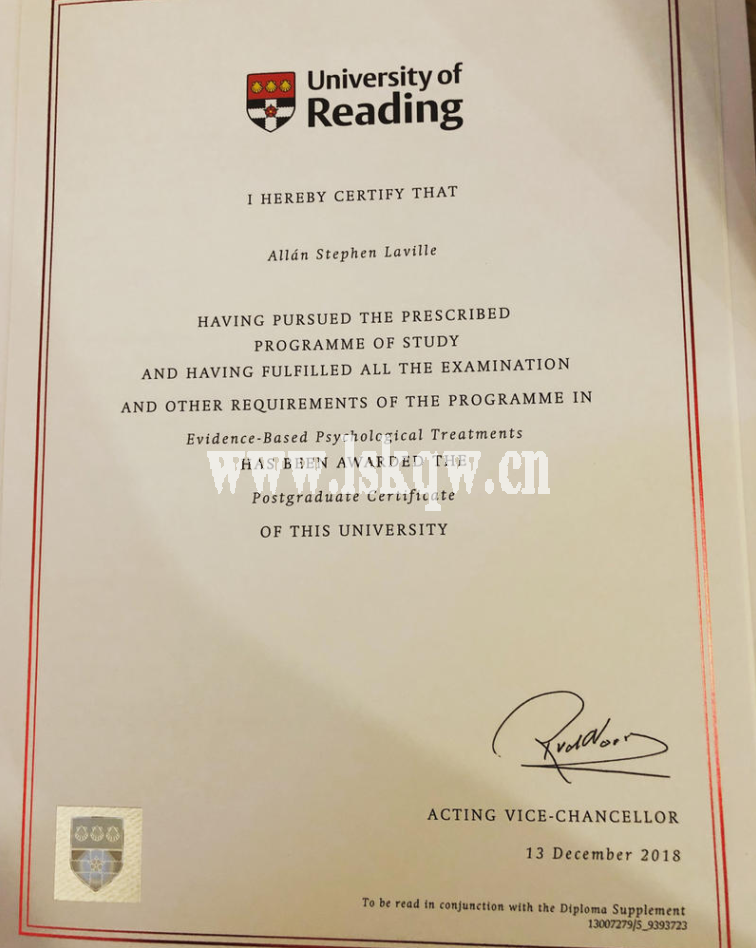 University of
Reading
I HEREBY CERTIFY THAT
Allán Stephen Laville
HAVING PURSUED THE PRESCRIBED
PROGRAMME OF STUDY
AND HAVING FULFILLED ALL THE EXAMINATION
AND OTHER REQUIREMENTS OF THE PROGRAMME IN
Evidence-Based Psychological Treatments
HAS BEEN AWARDED THE
www.lskqw.cn
Postgraduate Certificate
OF THIS UNIVERSITY
ACTING VICE-CHANCELLOR
13 December 2018
To be read in conjunction with the Diploma Supplement
13007279/5_9393723